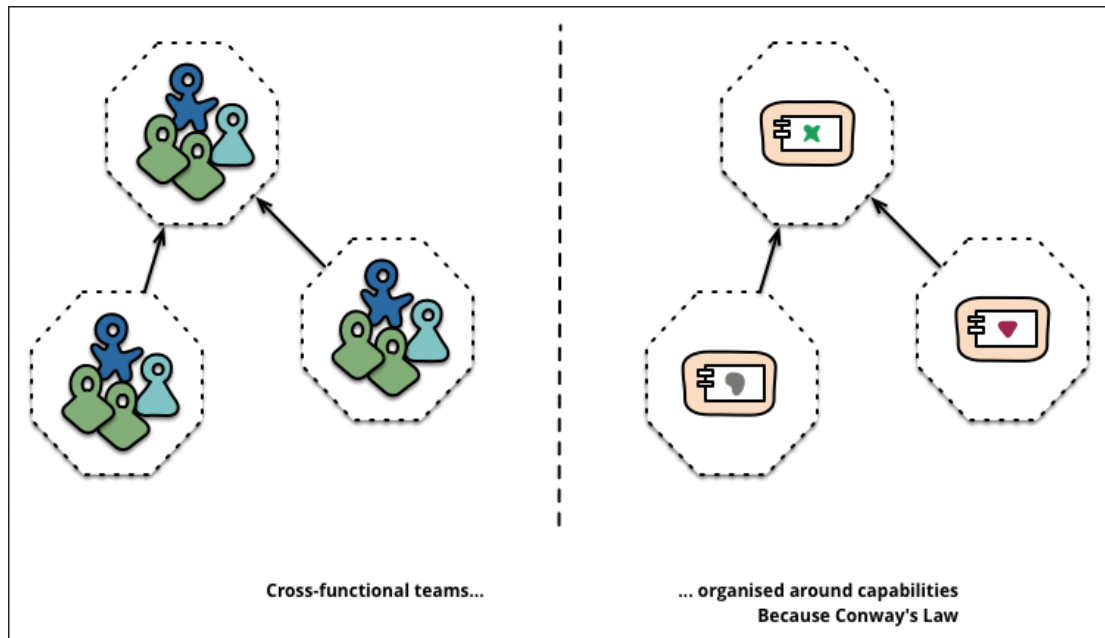 Cross-functional teams...
... organised around capabilities
Because Conway's Law